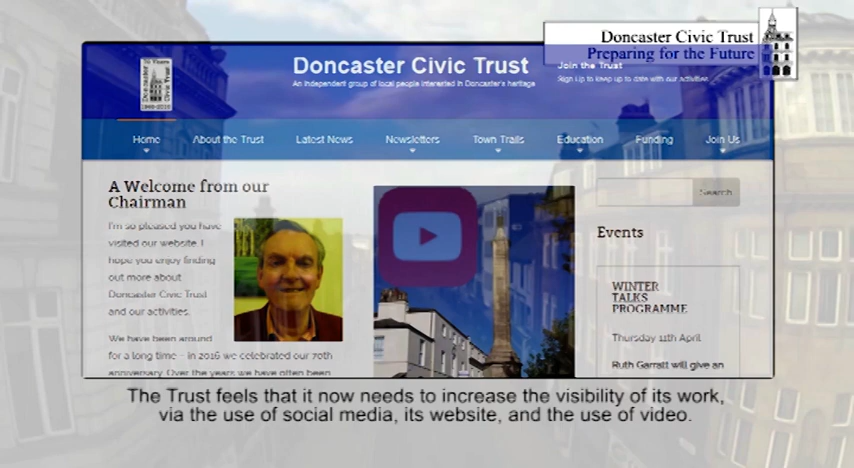 Doncaster Civic Trust
Preparing for the Future
Doncaster Civic Trust
An independent group of local people interested in Doncaster's heritage
Join the Trust
Sign Up to keep up to date with our activities
Home About the Trust Latest News Newsletters Town Trails Education Funding Join Us
A Welcome from our
Chairman
I'm so pleased you have
visited our website. I
hope you enjoy finding
out more about
Doncaster Civic Trust
and our activities.
We have been around
for a long time – in 2016 we celebrated our 70th
anniversary. Over the years we have often been
Search
Events
WINTER
TALKS
PROGRAMME
Thursday 11th April
Ruth Garratt will give an
The Trust feels that it now needs to increase the visibility of its work,
via the use of social media, its website, and the use of video.